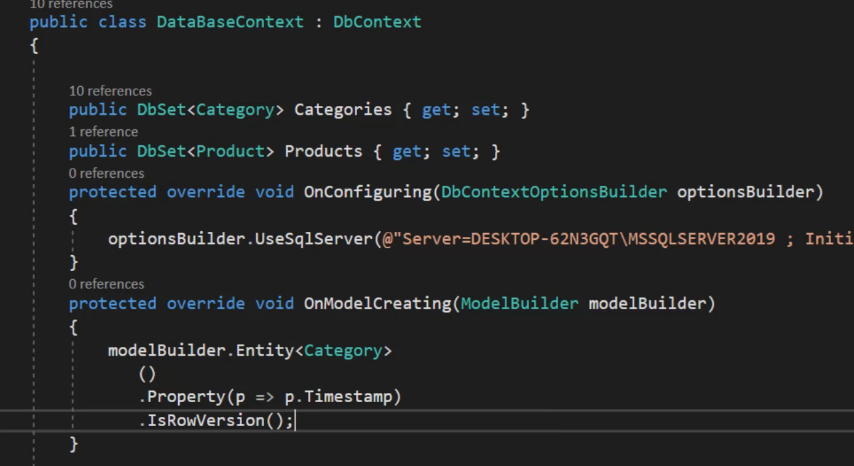 10 references
public class DataBaseContext : DbContext
{
10 references
public DbSet<Category> Categories { get; set; }
1 reference
public DbSet<Product> Products { get; set; }
0 references
protected override void OnConfiguring(DbContextOptionsBuilder optionsBuilder)
{
optionsBuilder.UseSqlServer(@"Server=DESKTOP-62N3GQT\MSSQLSERVER2019 ; Initi
}
0 references
protected override void OnModelCreating(ModelBuilder modelBuilder)
{
modelBuilder.Entity<Category>
()
.Property(p => p.Timestamp)
.IsRowVersion();
}